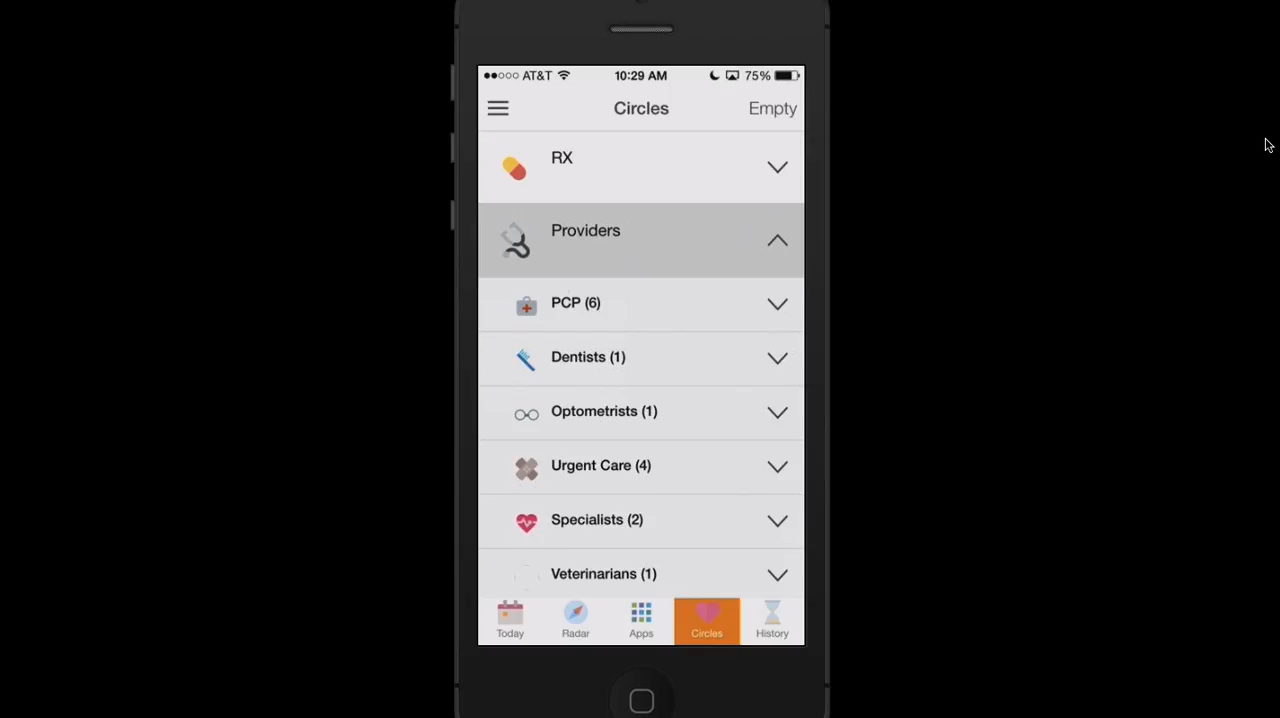 AT&T 10:29 AM 75%
Circles Empty
RX
Providers
PCP (6)
Dentists (1)
Optometrists (1)
Urgent Care (4)
Specialists (2)
Veterinarians (1)
Today Radar Apps Circles History